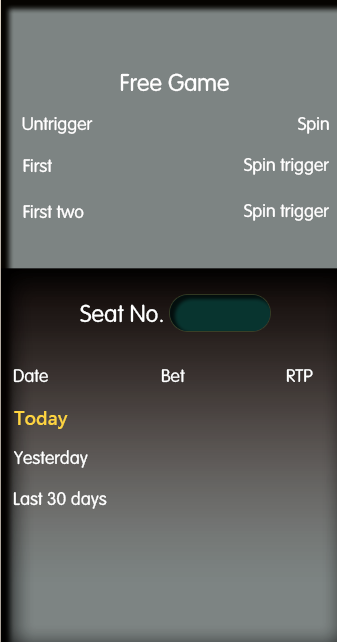 Free Game
Untrigger Spin
First Spin trigger
First two Spin trigger
Seat No.
Date Bet RTP
Today
Yesterday
Last 30 days